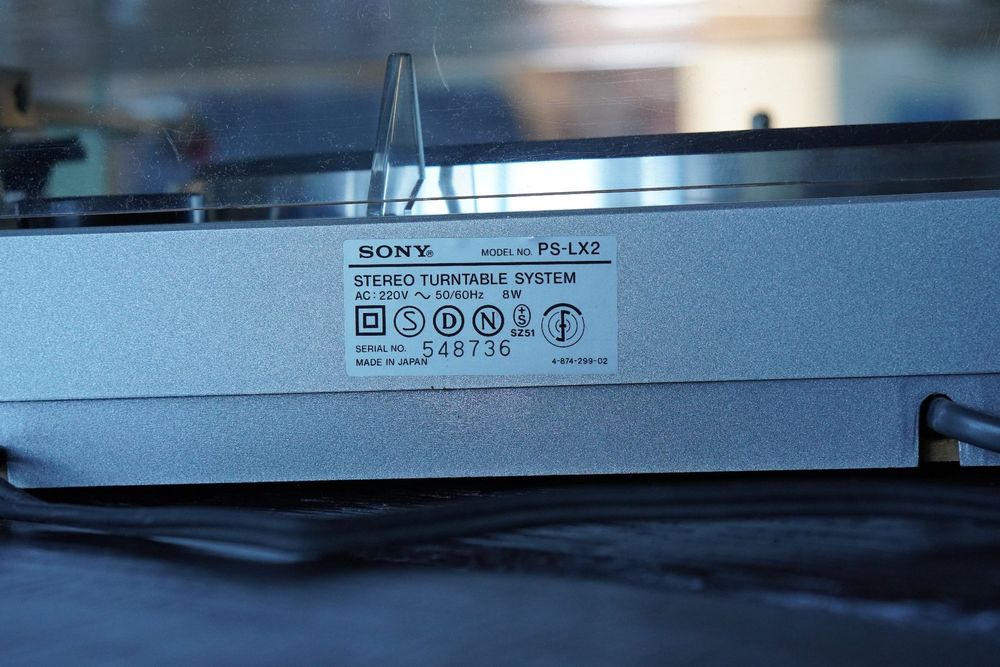 SONY® MODEL NO. PS-LX2
STEREO TURNTABLE SYSTEM
AC: 220V ~ 50/60Hz 8W
S D N +S
SZ51
SERIAL NO. 548736
MADE IN JAPAN 4-874-299-02